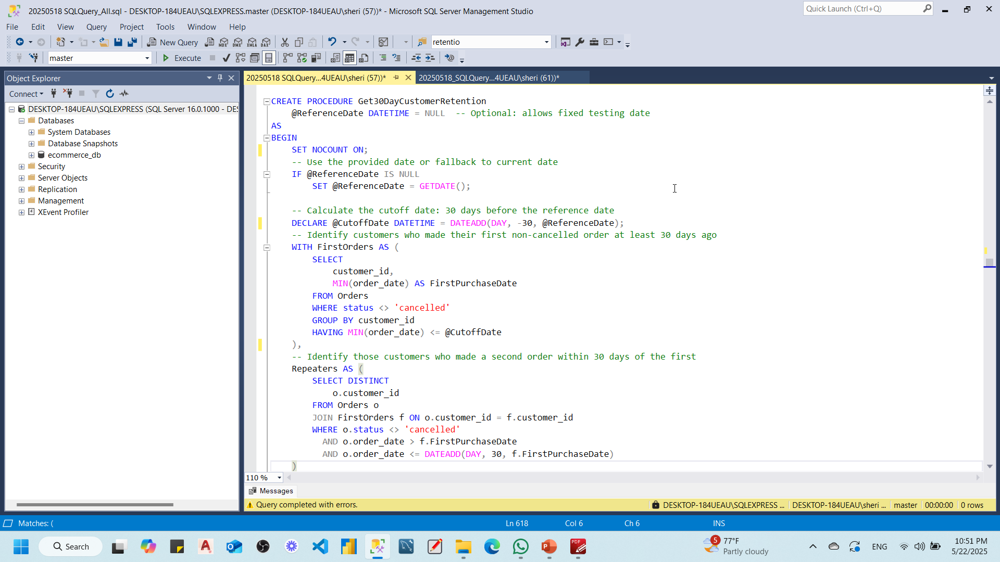 20250518 SQLQuery_All.sql - DESKTOP-184UEAU\SQLEXPRESS.master (DESKTOP-184UEAU\sheri (57))* - Microsoft SQL Server Management Studio
Quick Launch (Ctrl+Q)
File Edit View Query Project Tools Window Help
New Query
MDX
DMX
XMLA
DAX
retentio
master
Execute
Object Explorer
20250518 SQLQuery...4UEAU\sheri (57))*
20250518_SQLQuery...4UEAU\sheri (61))*
Connect
DESKTOP-184UEAU\SQLEXPRESS (SQL Server 16.0.1000 - DES
Databases
System Databases
Database Snapshots
ecommerce_db
Security
Server Objects
Replication
Management
XEvent Profiler
CREATE PROCEDURE Get30DayCustomerRetention
@ReferenceDate DATETIME = NULL  -- Optional: allows fixed testing date
AS
BEGIN
SET NOCOUNT ON;
-- Use the provided date or fallback to current date
IF @ReferenceDate IS NULL
SET @ReferenceDate = GETDATE();
-- Calculate the cutoff date: 30 days before the reference date
DECLARE @CutoffDate DATETIME = DATEADD(DAY, -30, @ReferenceDate);
-- Identify customers who made their first non-cancelled order at least 30 days ago
WITH FirstOrders AS (
SELECT
customer_id,
MIN(order_date) AS FirstPurchaseDate
FROM Orders
WHERE status <> 'cancelled'
GROUP BY customer_id
HAVING MIN(order_date) <= @CutoffDate
),
-- Identify those customers who made a second order within 30 days of the first
Repeaters AS (
SELECT DISTINCT
o.customer_id
FROM Orders o
JOIN FirstOrders f ON o.customer_id = f.customer_id
WHERE o.status <> 'cancelled'
AND o.order_date > f.FirstPurchaseDate
AND o.order_date <= DATEADD(DAY, 30, f.FirstPurchaseDate)
)
110 %
Messages
Query completed with errors.
DESKTOP-184UEAU\SQLEXPRESS ...
DESKTOP-184UEAU\sheri ...
master
00:00:00
0 rows
Matches: (
Ln 618
Col 6
Ch 6
INS
Search
PDF
5
77°F
Partly cloudy
ENG
10:51 PM
5/22/2025